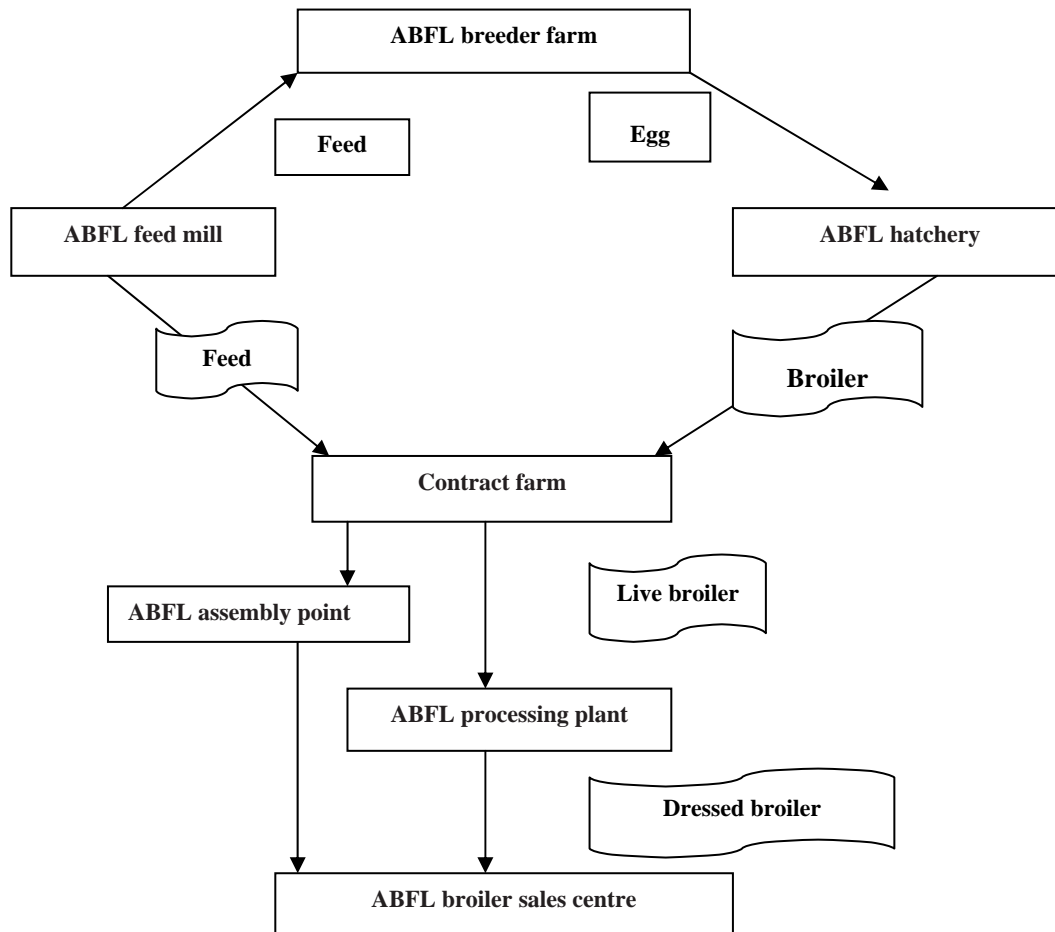 ABFL breeder farm
Feed
Egg
ABFL feed mill
ABFL hatchery
Feed
Broiler
Contract farm
Live broiler
ABFL assembly point
ABFL processing plant
Dressed broiler
ABFL broiler sales centre